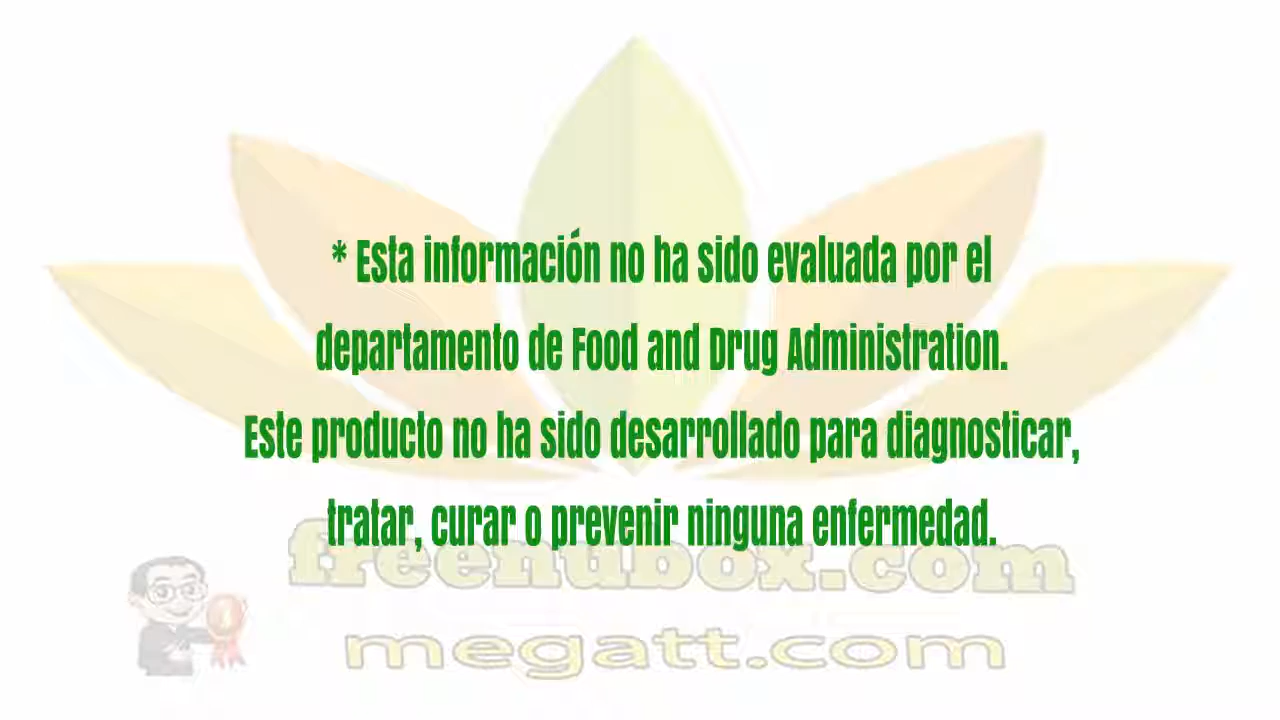 * Esta información no ha sido evaluada por el
departamento de Food and Drug Administration.
Este producto no ha sido desarrollado para diagnosticar,
tratar, curar o prevenir ninguna enfermedad.
freenubox.com
megatt.com